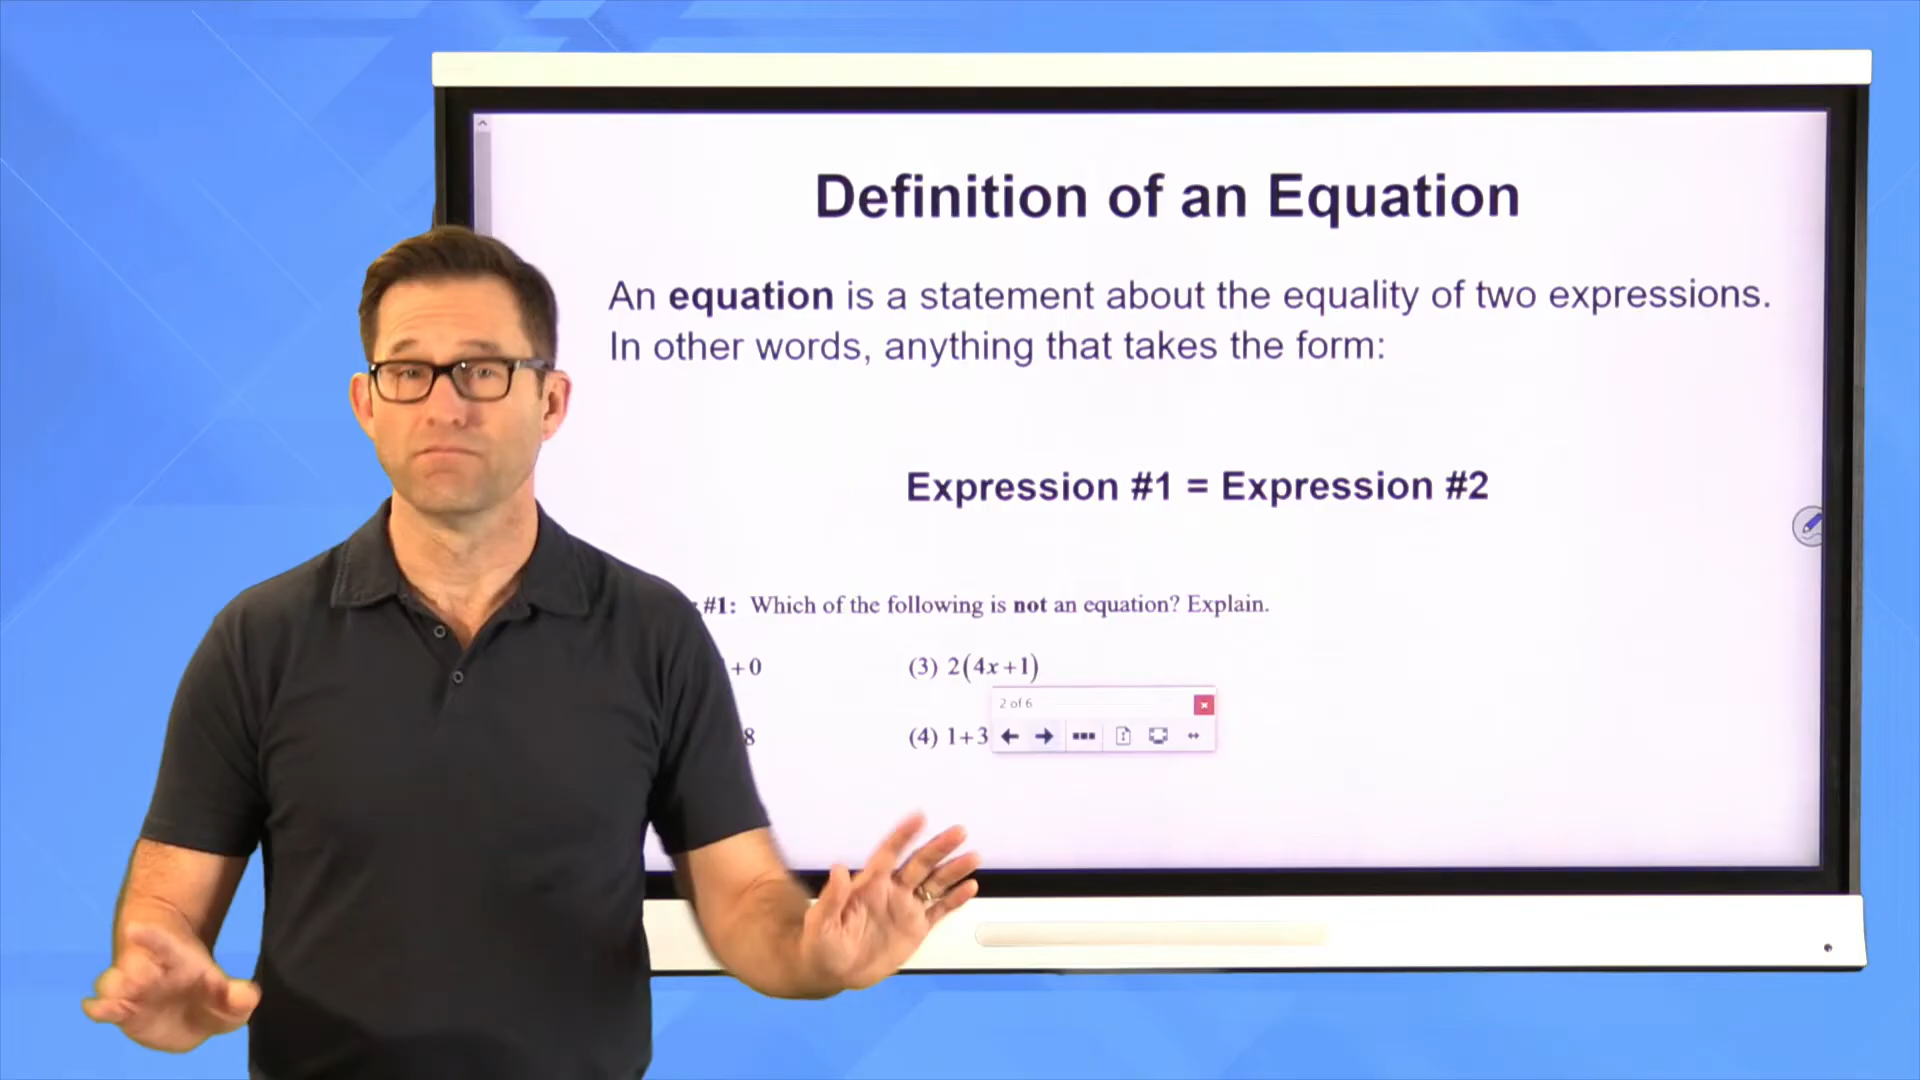 Definition of an Equation
An equation is a statement about the equality of two expressions.
In other words, anything that takes the form:
Expression #1 = Expression #2
#1: Which of the following is not an equation? Explain.
+0
(3) 2(4x+1)
2 of 6
8
(4) 1+3